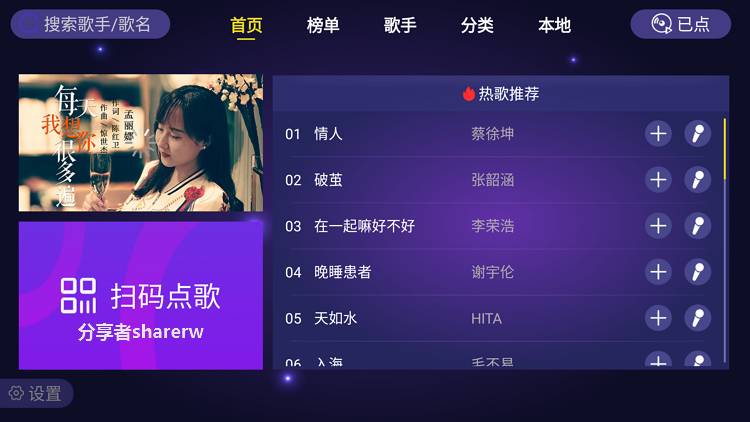 搜索歌手/歌名
首页
榜单
歌手
分类
本地
已点
每天
我想你
很多遍
作曲/惊世杰
作词/陈红卫
孟丽婷
扫码点歌
分享者sharerw
设置
热歌推荐
01 情人 蔡徐坤
02 破茧 张韶涵
03 在一起嘛好不好 李荣浩
04 晚睡患者 谢宇伦
05 天如水 HITA
06 入海 毛不易